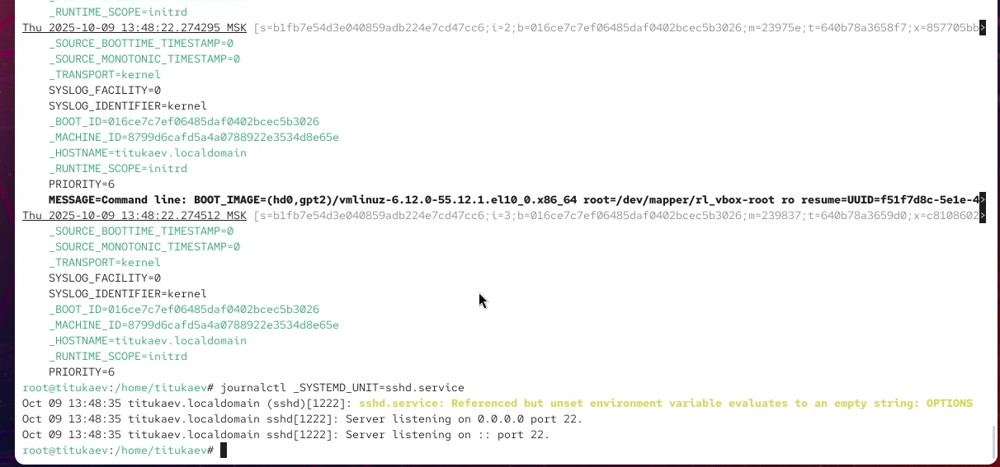 _RUNTIME_SCOPE=initrd
Thu 2025-10-09 13:48:22.274295 MSK [s=b1fb7e54d3e040859adb224e7cd47cc6;i=2;b=016ce7c7ef06485daf0402bcec5b3026;m=23975e;t=640b78a3658f7;x=857705bb>
_SOURCE_BOOTTIME_TIMESTAMP=0
_SOURCE_MONOTONIC_TIMESTAMP=0
_TRANSPORT=kernel
SYSLOG_FACILITY=0
SYSLOG_IDENTIFIER=kernel
_BOOT_ID=016ce7c7ef06485daf0402bcec5b3026
_MACHINE_ID=8799d6cafd5a4a0788922e3534d8e65e
_HOSTNAME=titukaev.localdomain
_RUNTIME_SCOPE=initrd
PRIORITY=6
MESSAGE=Command line: BOOT_IMAGE=(hd0,gpt2)/vmlinuz-6.12.0-55.12.1.el10_0.x86_64 root=/dev/mapper/rl_vbox-root ro resume=UUID=f51f7d8c-5e1e-4>
Thu 2025-10-09 13:48:22.274512 MSK [s=b1fb7e54d3e040859adb224e7cd47cc6;i=3;b=016ce7c7ef06485daf0402bcec5b3026;m=239837;t=640b78a3659d0;x=c8108602>
_SOURCE_BOOTTIME_TIMESTAMP=0
_SOURCE_MONOTONIC_TIMESTAMP=0
_TRANSPORT=kernel
SYSLOG_FACILITY=0
SYSLOG_IDENTIFIER=kernel
_BOOT_ID=016ce7c7ef06485daf0402bcec5b3026
_MACHINE_ID=8799d6cafd5a4a0788922e3534d8e65e
_HOSTNAME=titukaev.localdomain
_RUNTIME_SCOPE=initrd
PRIORITY=6
root@titukaev:/home/titukaev# journalctl _SYSTEMD_UNIT=sshd.service
Oct 09 13:48:35 titukaev.localdomain (sshd)[1222]: sshd.service: Referenced but unset environment variable evaluates to an empty string: OPTIONS
Oct 09 13:48:35 titukaev.localdomain sshd[1222]: Server listening on 0.0.0.0 port 22.
Oct 09 13:48:35 titukaev.localdomain sshd[1222]: Server listening on :: port 22.
root@titukaev:/home/titukaev#